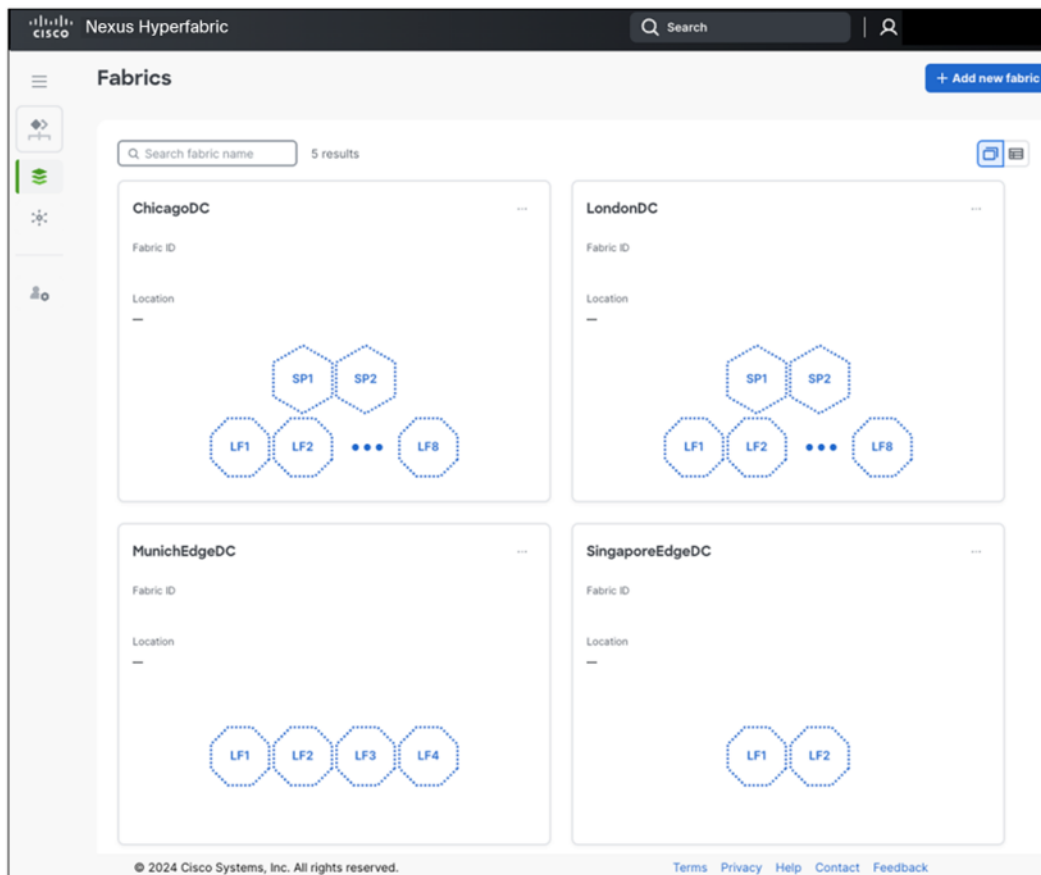 cisco Nexus Hyperfabric Search
Fabrics + Add new fabric
Search fabric name 5 results
ChicagoDC
Fabric ID
Location
—
SP1 SP2
LF1 LF2 ••• LF8
LondonDC
Fabric ID
Location
—
SP1 SP2
LF1 LF2 ••• LF8
MunichEdgeDC
Fabric ID
Location
—
LF1 LF2 LF3 LF4
SingaporeEdgeDC
Fabric ID
Location
—
LF1 LF2
© 2024 Cisco Systems, Inc. All rights reserved. Terms Privacy Help Contact Feedback